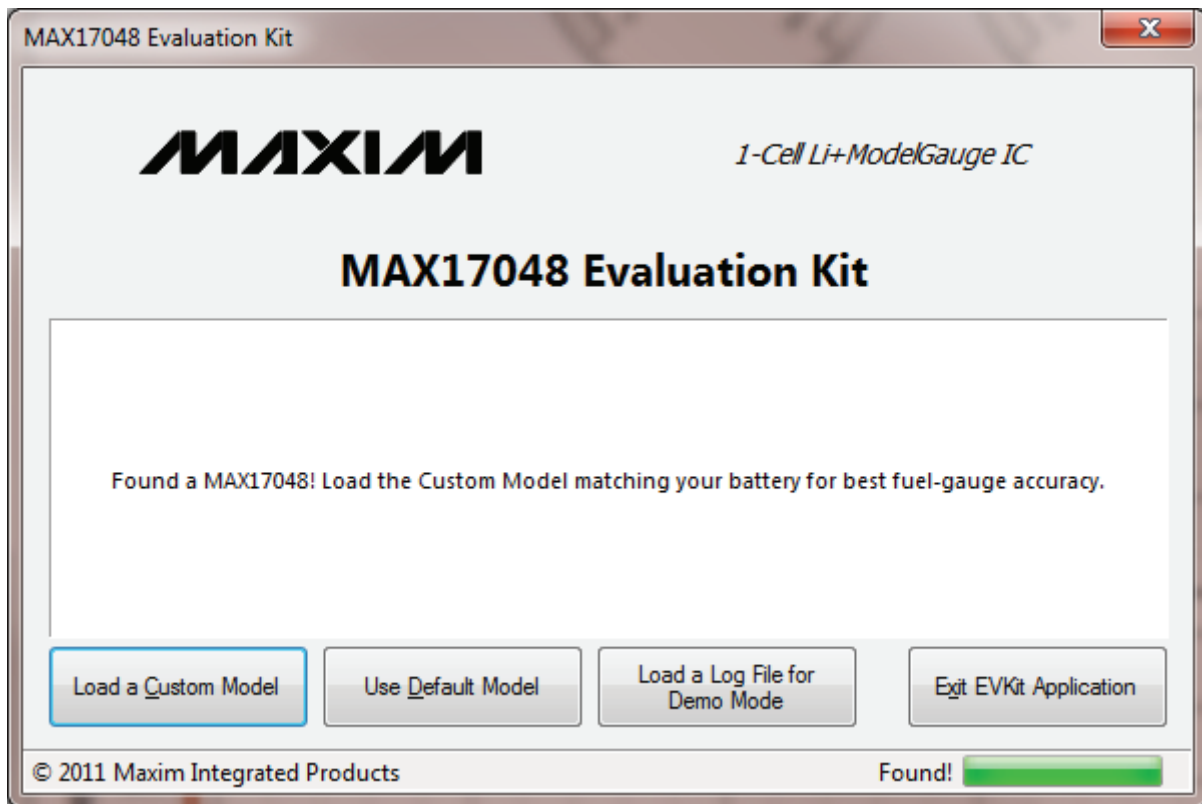 MAX17048 Evaluation Kit
MAXIM
1-Cell Li+ModelGauge IC
MAX17048 Evaluation Kit
Found a MAX17048! Load the Custom Model matching your battery for best fuel-gauge accuracy.
Load a Custom Model
Use Default Model
Load a Log File for
Demo Mode
Exit EVKit Application
© 2011 Maxim Integrated Products
Found!